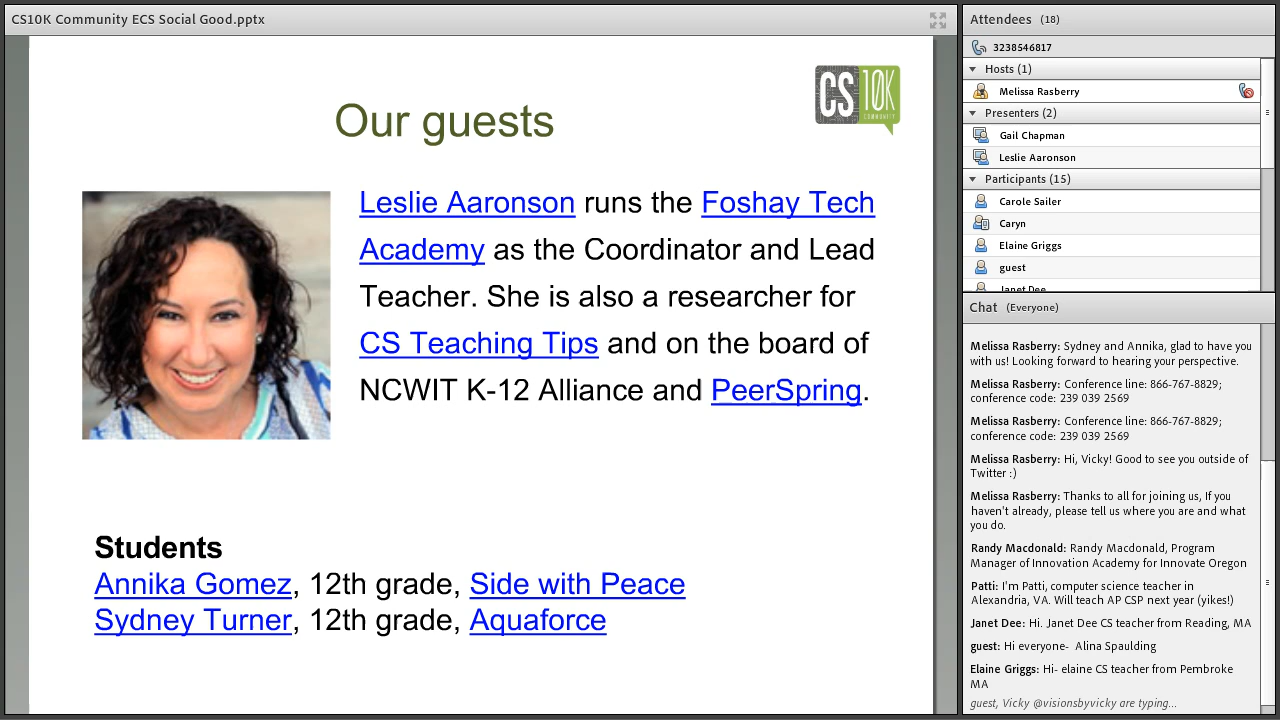 CS10K Community ECS Social Good.pptx
Our guests
CS 10K
COMMUNITY
Leslie Aaronson runs the Foshay Tech
Academy as the Coordinator and Lead
Teacher. She is also a researcher for
CS Teaching Tips and on the board of
NCWIT K-12 Alliance and PeerSpring.
Students
Annika Gomez, 12th grade, Side with Peace
Sydney Turner, 12th grade, Aquaforce
Attendees (18)
3238546817
Hosts (1)
Melissa Rasberry
Presenters (2)
Gail Chapman
Leslie Aaronson
Participants (15)
Carole Sailer
Caryn
Elaine Griggs
guest
Janet Dee
Chat (Everyone)
Melissa Rasberry: Sydney and Annika, glad to have you
with us! Looking forward to hearing your perspective.
Melissa Rasberry: Conference line: 866-767-8829;
conference code: 239 039 2569
Melissa Rasberry: Conference line: 866-767-8829;
conference code: 239 039 2569
Melissa Rasberry: Hi, Vicky! Good to see you outside of
Twitter :)
Melissa Rasberry: Thanks to all for joining us, If you
haven't already, please tell us where you are and what
you do.
Randy Macdonald: Randy Macdonald, Program
Manager of Innovation Academy for Innovate Oregon
Patti: I'm Patti, computer science teacher in
Alexandria, VA. Will teach AP CSP next year (yikes!)
Janet Dee: Hi. Janet Dee CS teacher from Reading, MA
guest: Hi everyone- Alina Spaulding
Elaine Griggs: Hi- elaine CS teacher from Pembroke
MA
guest, Vicky @visionsbyvicky are typing...